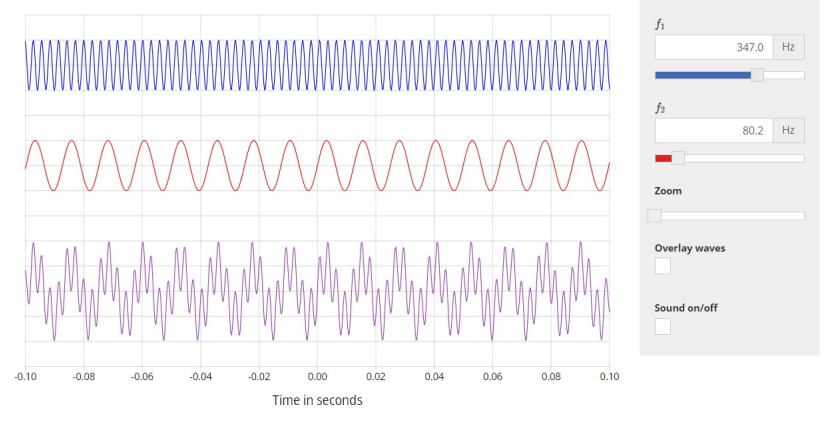 f₁
347.0 Hz
f₂
80.2 Hz
Zoom
Overlay waves
Sound on/off
-0.10 -0.08 -0.06 -0.04 -0.02 0.00 0.02 0.04 0.06 0.08 0.10
Time in seconds